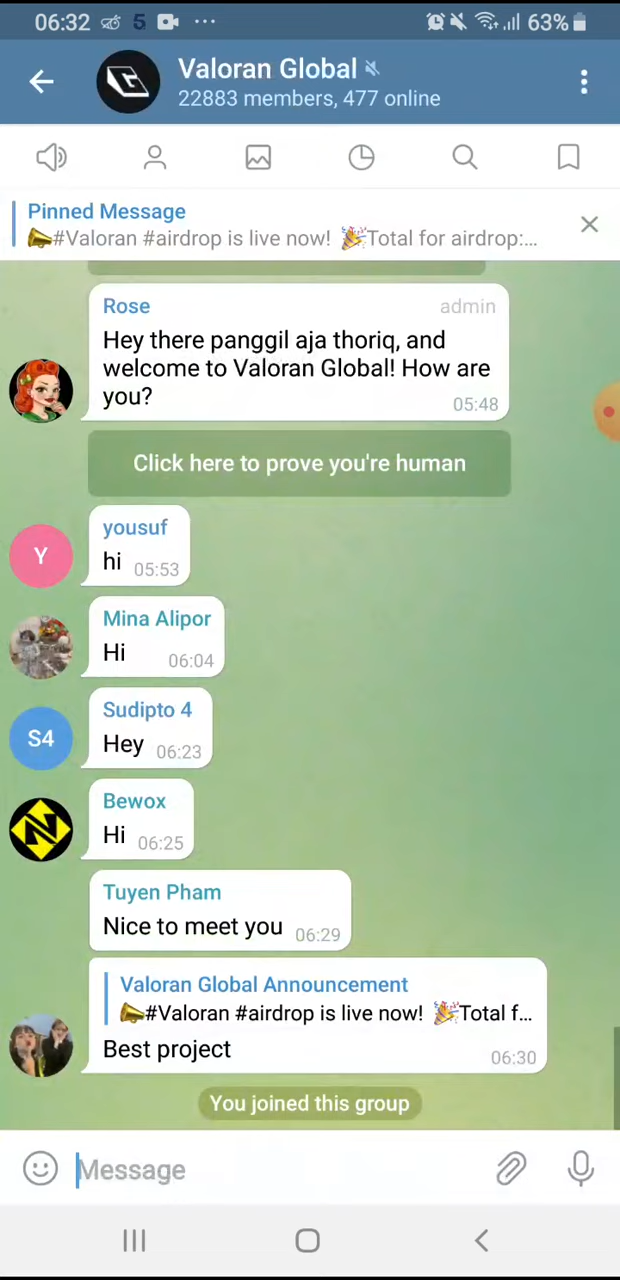 06:32 5 ... 63%
Valoran Global
22883 members, 477 online
Pinned Message
📣#Valoran #airdrop is live now! 🎉Total for airdrop:...
Rose admin
Hey there panggil aja thoriq, and
welcome to Valoran Global! How are
you? 05:48
Click here to prove you're human
yousuf
Y
hi 05:53
Mina Alipor
Hi 06:04
Sudipto 4
S4
Hey 06:23
Bewox
Hi 06:25
Tuyen Pham
Nice to meet you 06:29
Valoran Global Announcement
📣#Valoran #airdrop is live now! 🎉Total f...
Best project 06:30
You joined this group
Message